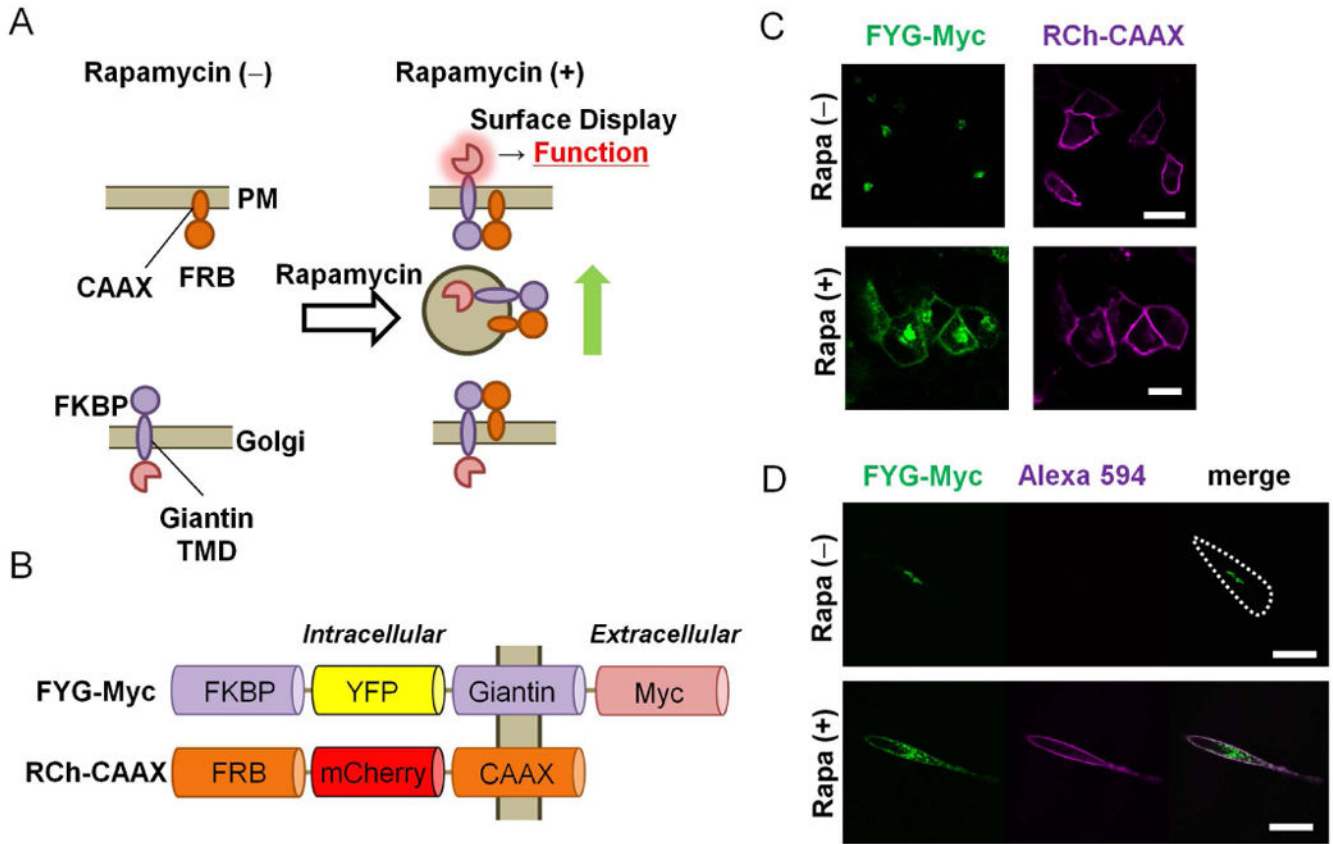 A
Rapamycin (–)
Rapamycin (+)
Surface Display
→ Function
PM
CAAX
FRB
Rapamycin
FKBP
Golgi
Giantin
TMD
B
Intracellular
Extracellular
FYG-Myc
FKBP
YFP
Giantin
Myc
RCh-CAAX
FRB
mCherry
CAAX
C
FYG-Myc
RCh-CAAX
Rapa (–)
Rapa (+)
D
FYG-Myc
Alexa 594
merge
Rapa (–)
Rapa (+)